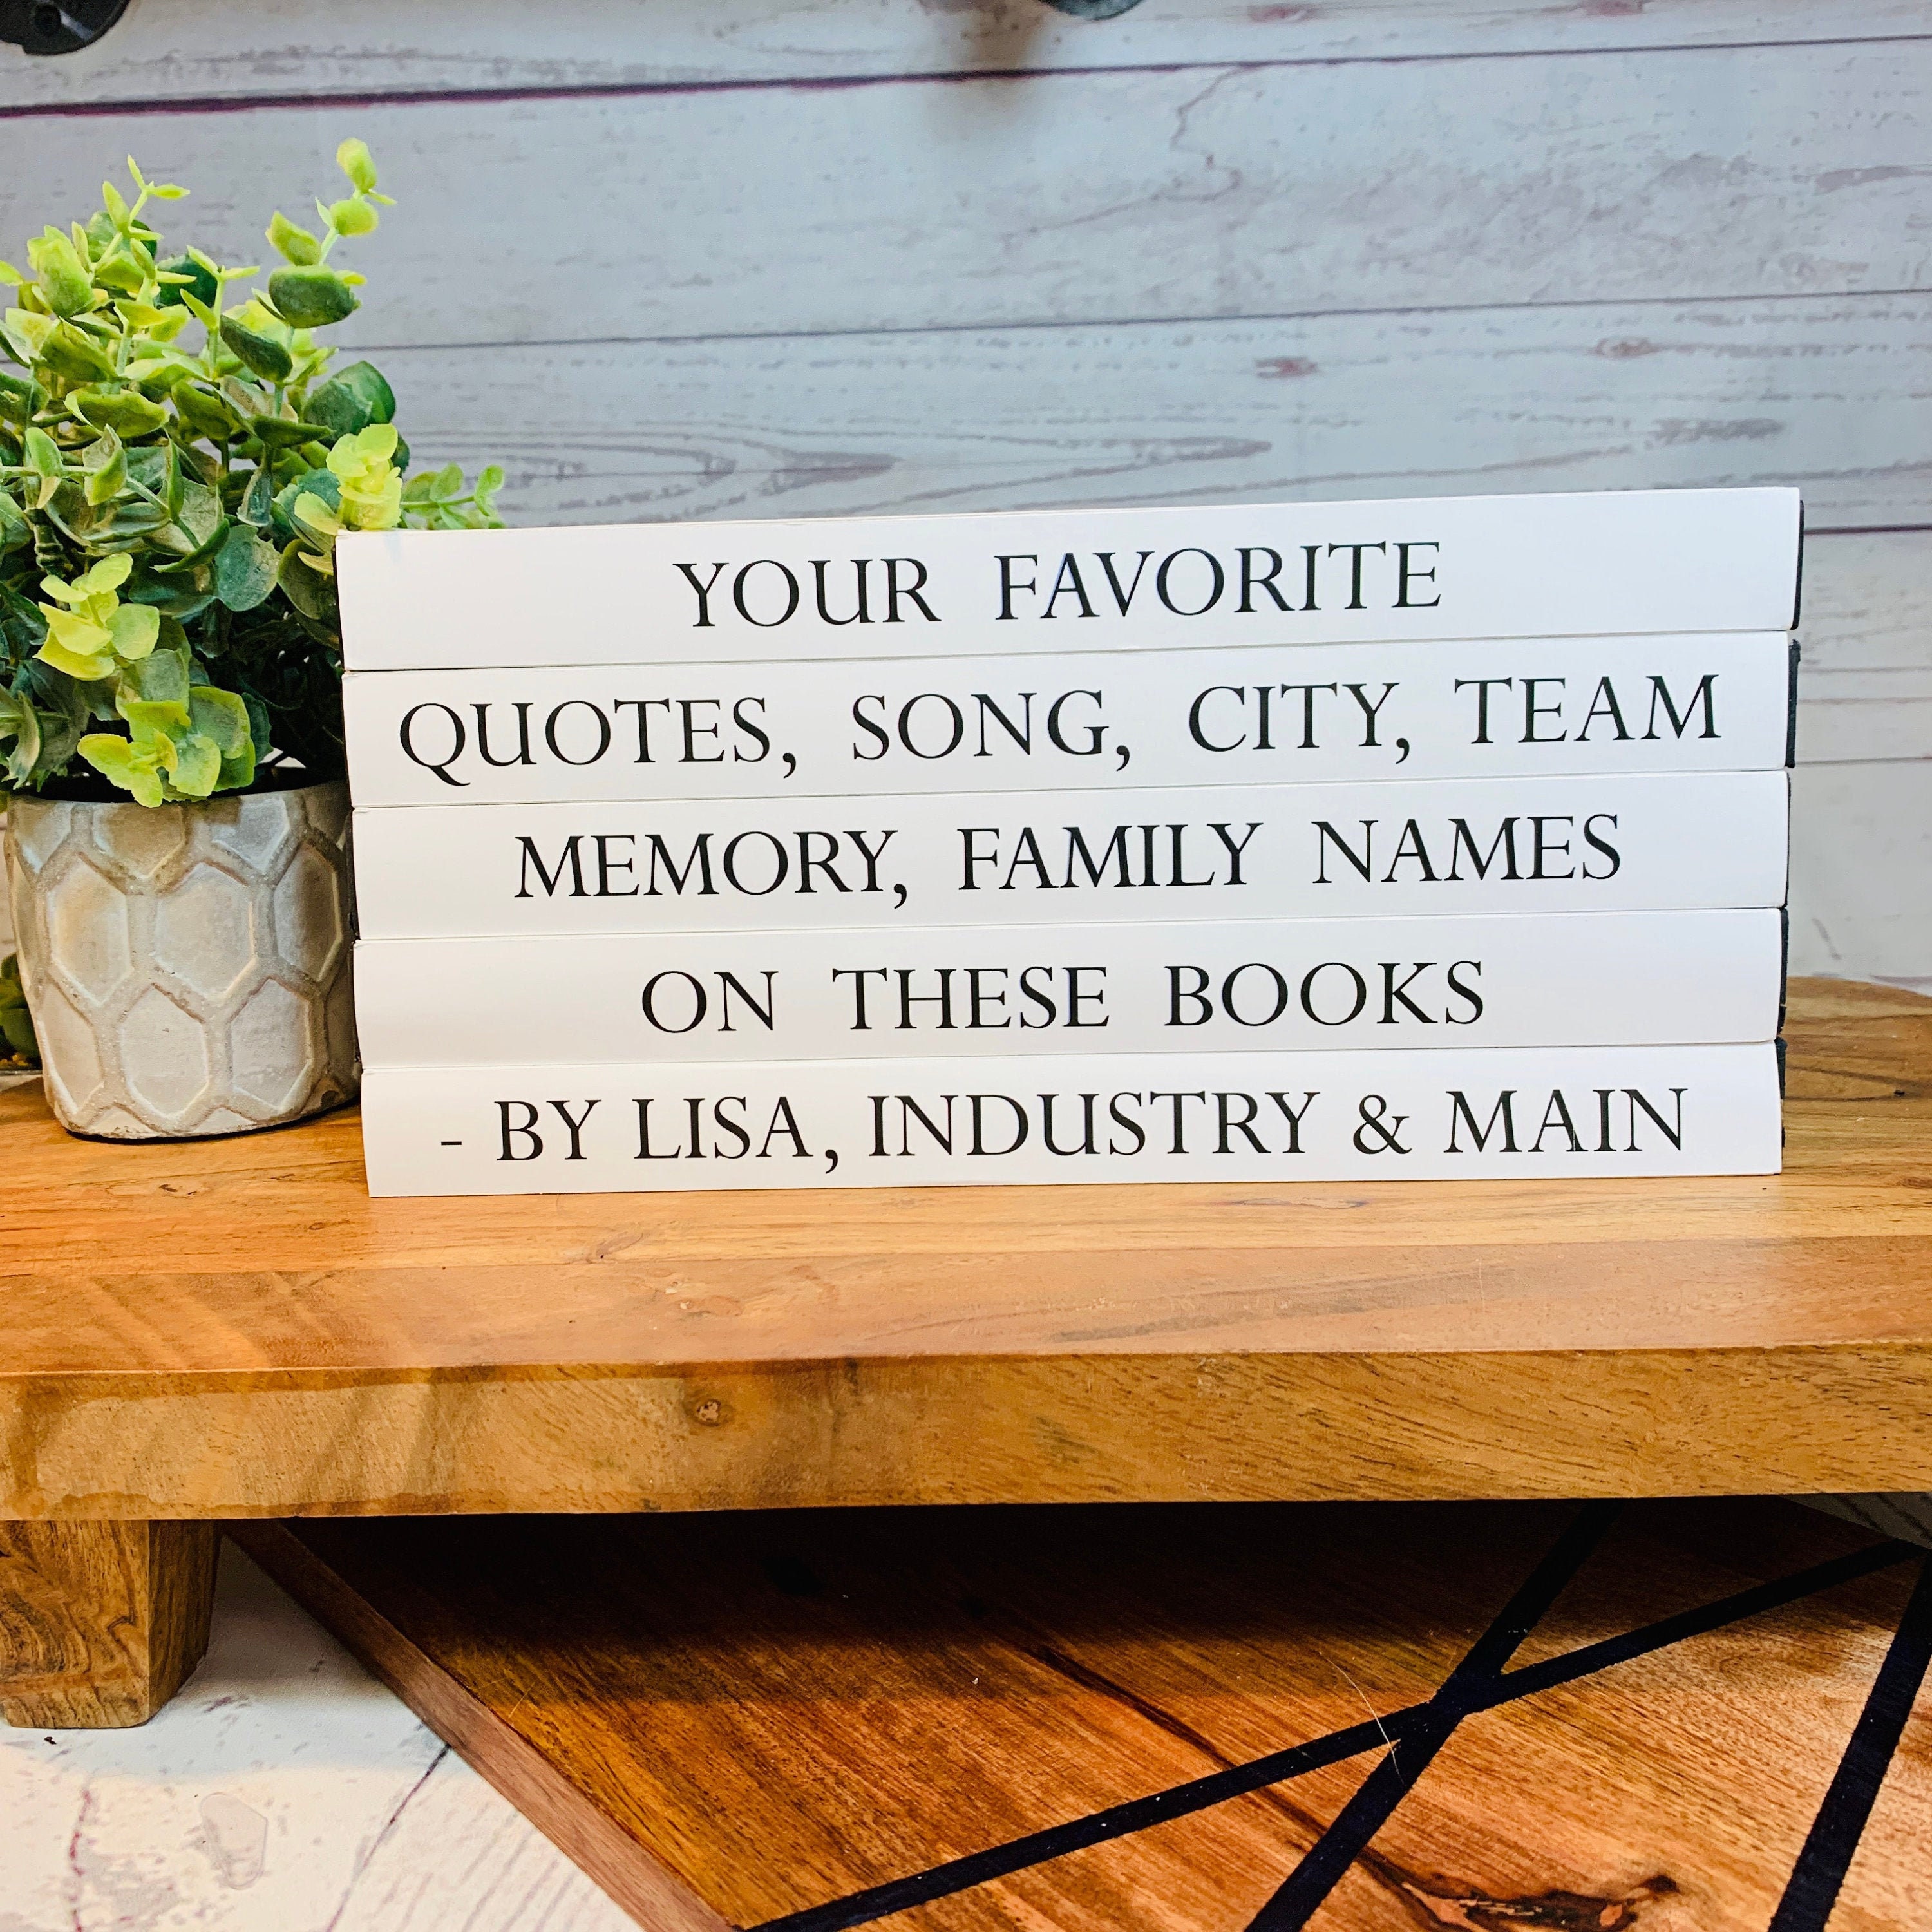 YOUR FAVORITE
QUOTES, SONG, CITY, TEAM
MEMORY, FAMILY NAMES
ON THESE BOOKS
- BY LISA, INDUSTRY & MAIN